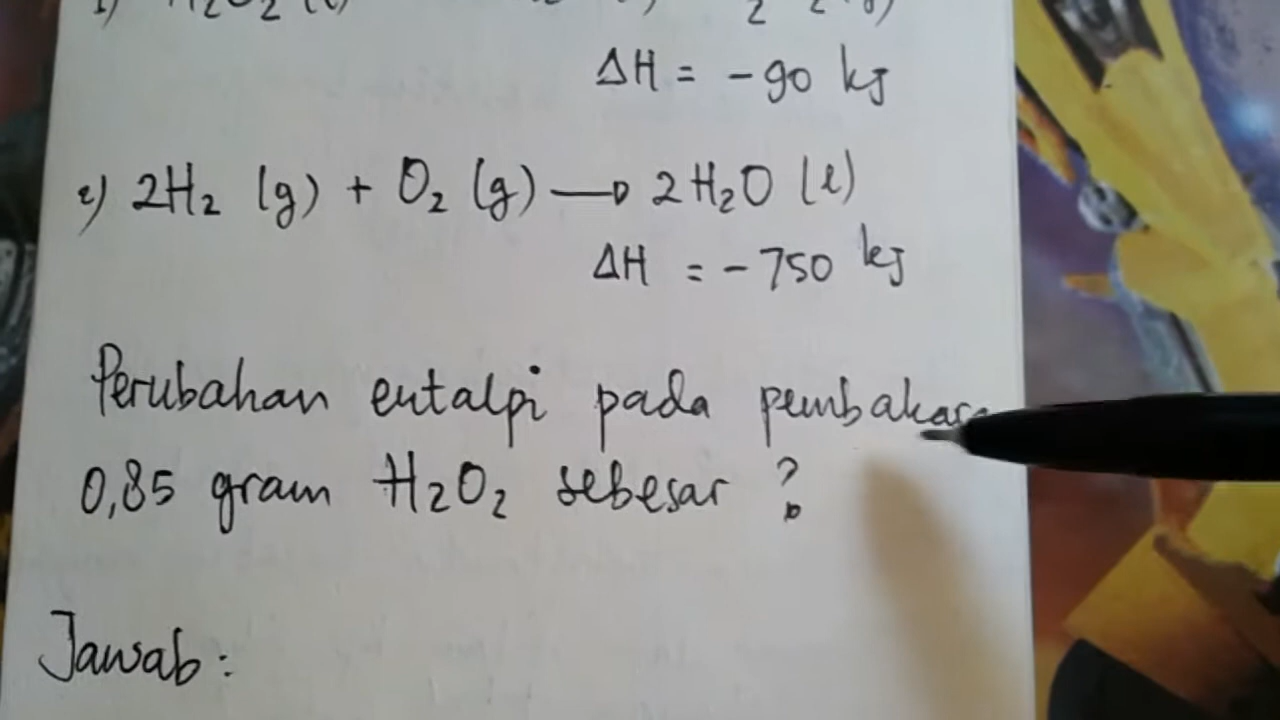 ΔH = -90 kJ
2) 2H₂ (g) + O₂ (g) → 2H₂O (l)
ΔH = -750 kJ
Perubahan entalpi pada pembakara
0,85 gram H₂O₂ sebesar ?
Jawab :